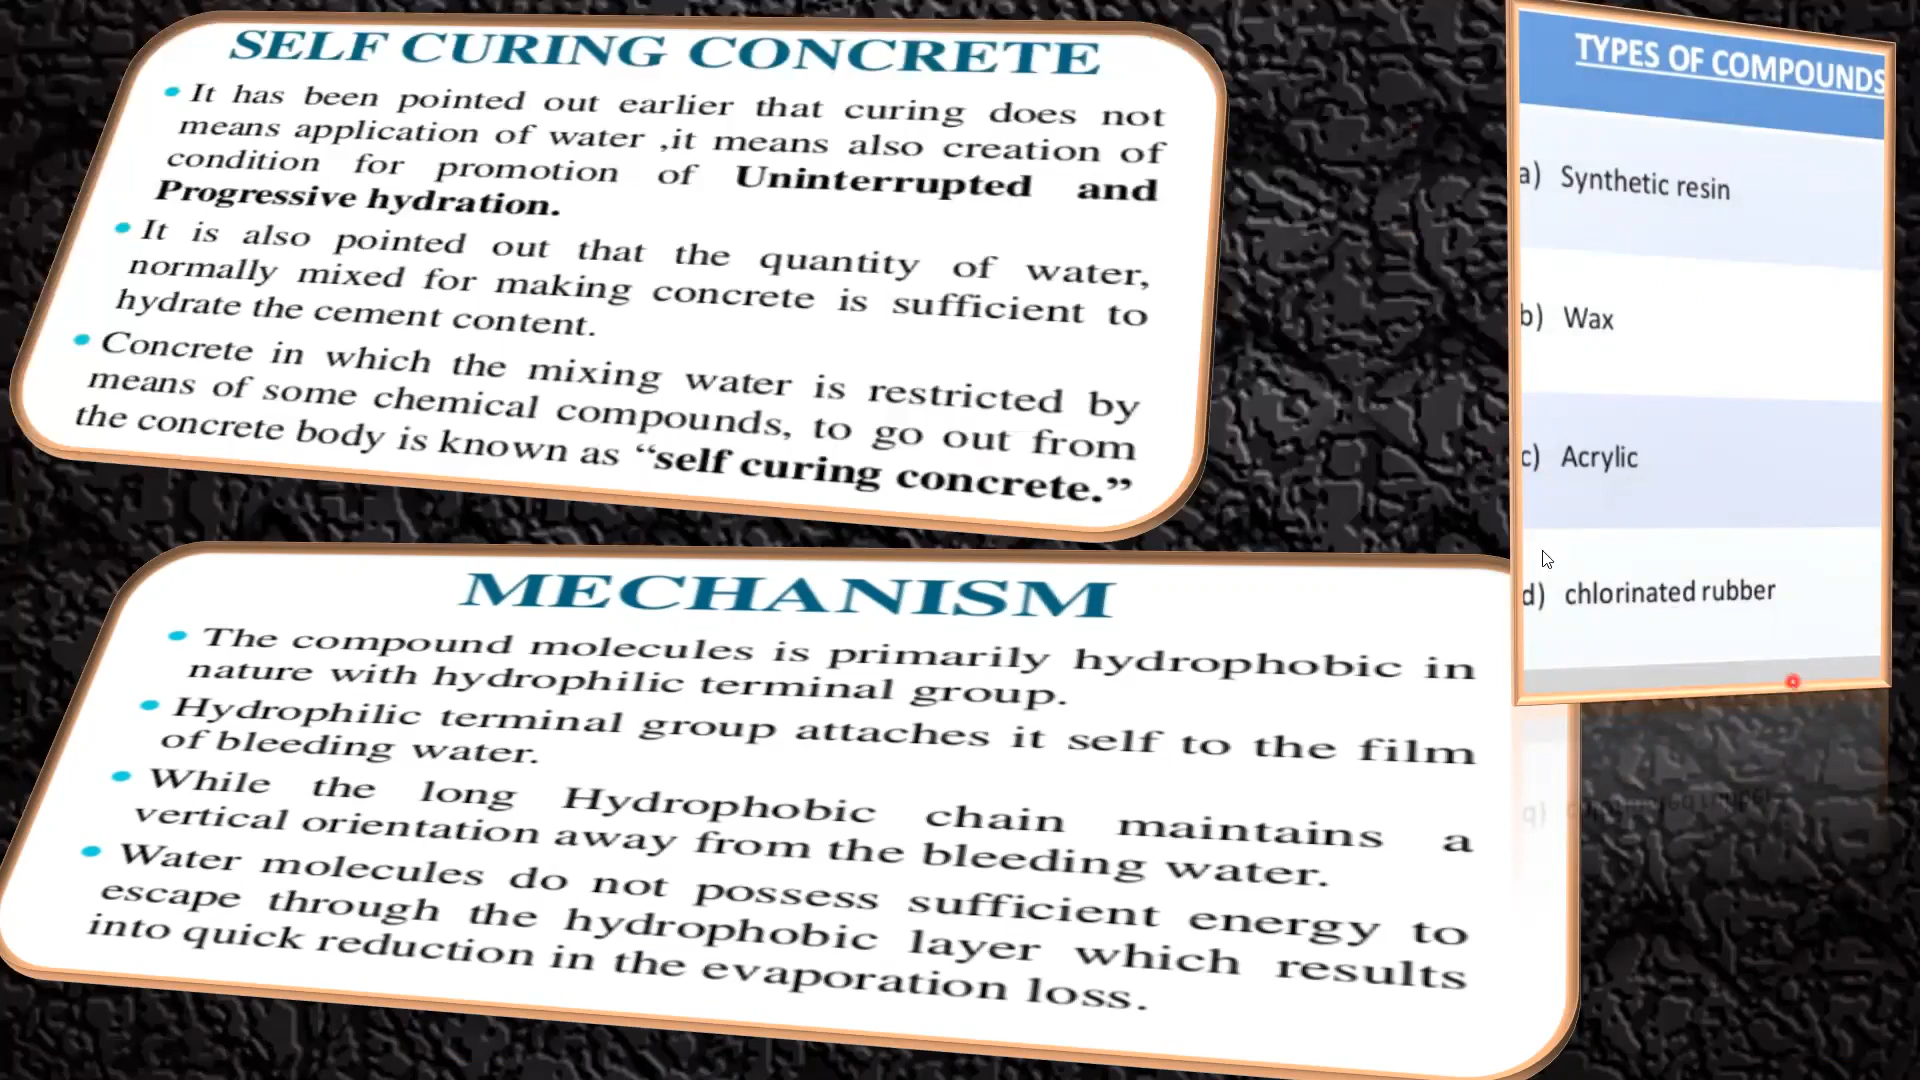 SELF CURING CONCRETE
• It has been pointed out earlier that curing does not
means application of water ,it means also creation of
condition for promotion of Uninterrupted and
Progressive hydration.
• It is also pointed out that the quantity of water,
normally mixed for making concrete is sufficient to
hydrate the cement content.
• Concrete in which the mixing water is restricted by
means of some chemical compounds, to go out from
the concrete body is known as “self curing concrete.”
MECHANISM
• The compound molecules is primarily hydrophobic in
nature with hydrophilic terminal group.
• Hydrophilic terminal group attaches it self to the film
of bleeding water.
• While the long Hydrophobic chain maintains a
vertical orientation away from the bleeding water.
• Water molecules do not possess sufficient energy to
escape through the hydrophobic layer which results
into quick reduction in the evaporation loss.
TYPES OF COMPOUNDS
a) Synthetic resin
b) Wax
c) Acrylic
d) chlorinated rubber